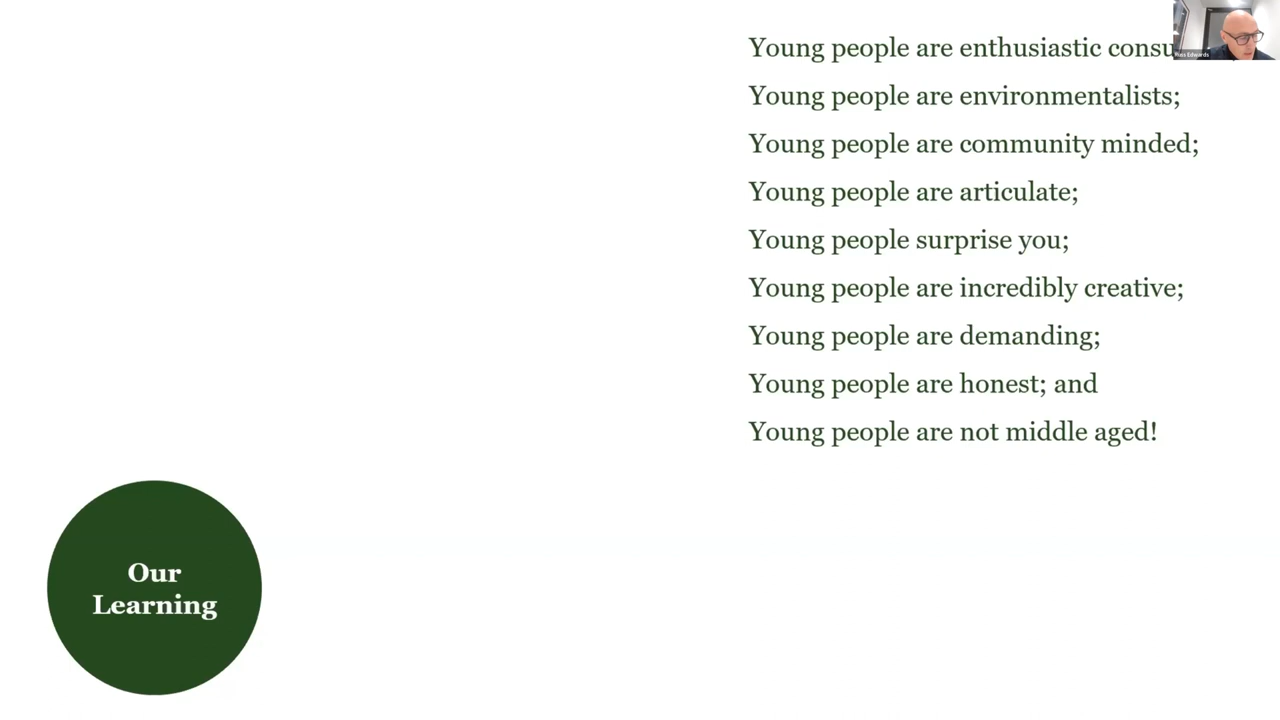 Young people are enthusiastic
Young people are environmentalists;
Young people are community minded;
Young people are articulate;
Young people surprise you;
Young people are incredibly creative;
Young people are demanding;
Young people are honest; and
Young people are not middle aged!
Our
Learning
Edwards